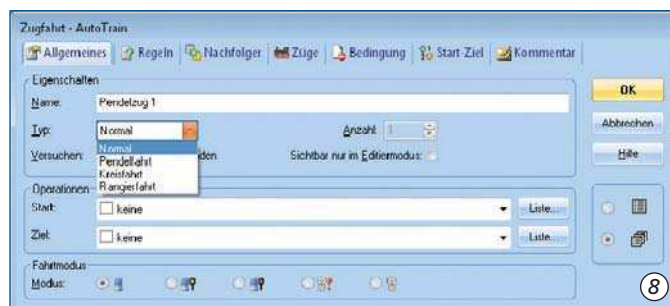 Zugfahrt - AutoTrain
Allgemeines Regeln Nachfolger Züge Bedingung Start-Ziel Kommentar
Eigenschaften
Name: Pendelzug 1
Typ: Normal Anzahl: 1
Normal
Pendelfahrt
Kreisfahrt
Rangierfahrt
Versuchen: Sichtbar nur im Editiermodus:
Operationen
Start: keine Liste...
Ziel: keine Liste...
Fahrtmodus
Modus:
OK
Abbrechen
Hilfe
8